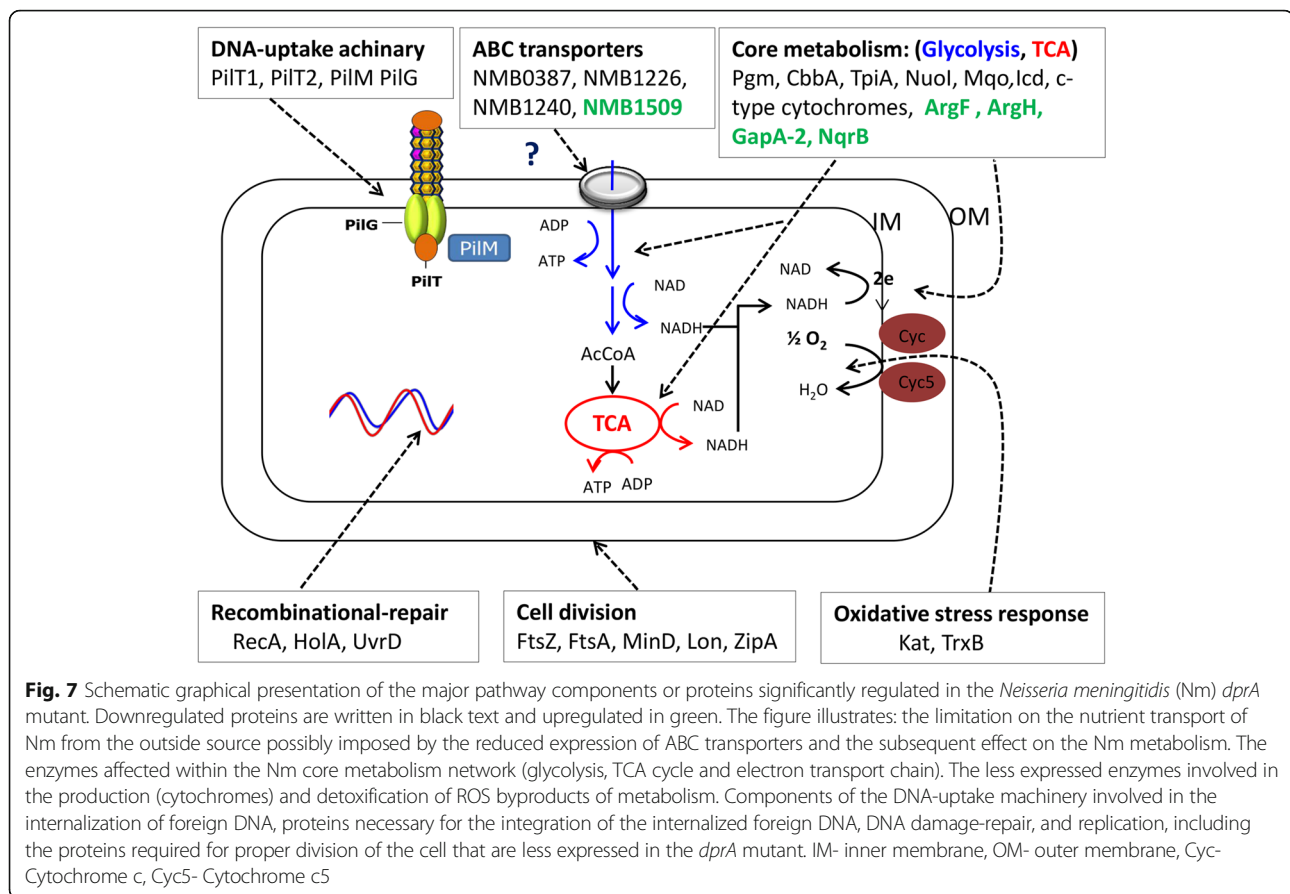 DNA-uptake achinary
PilT1, PilT2, PilM PilG
ABC transporters
NMB0387, NMB1226,
NMB1240, NMB1509
Core metabolism: (Glycolysis, TCA)
Pgm, CbbA, TpiA, NuoI, Mqo,Icd, c-
type cytochromes, ArgF , ArgH,
GapA-2, NqrB
?
IM
OM
PilG
PilM
PilT
ADP
ATP
NAD
NADH
AcCoA
TCA
NAD
NADH
ATP
ADP
NAD
2e
NADH
½ O2
H2O
Cyc
Cyc5
Recombinational-repair
RecA, HolA, UvrD
Cell division
FtsZ, FtsA, MinD, Lon, ZipA
Oxidative stress response
Kat, TrxB
Fig. 7 Schematic graphical presentation of the major pathway components or proteins significantly regulated in the Neisseria meningitidis (Nm) dprA
mutant. Downregulated proteins are written in black text and upregulated in green. The figure illustrates: the limitation on the nutrient transport of
Nm from the outside source possibly imposed by the reduced expression of ABC transporters and the subsequent effect on the Nm metabolism. The
enzymes affected within the Nm core metabolism network (glycolysis, TCA cycle and electron transport chain). The less expressed enzymes involved in
the production (cytochromes) and detoxification of ROS byproducts of metabolism. Components of the DNA-uptake machinery involved in the
internalization of foreign DNA, proteins necessary for the integration of the internalized foreign DNA, DNA damage-repair, and replication, including
the proteins required for proper division of the cell that are less expressed in the dprA mutant. IM- inner membrane, OM- outer membrane, Cyc-
Cytochrome c, Cyc5- Cytochrome c5